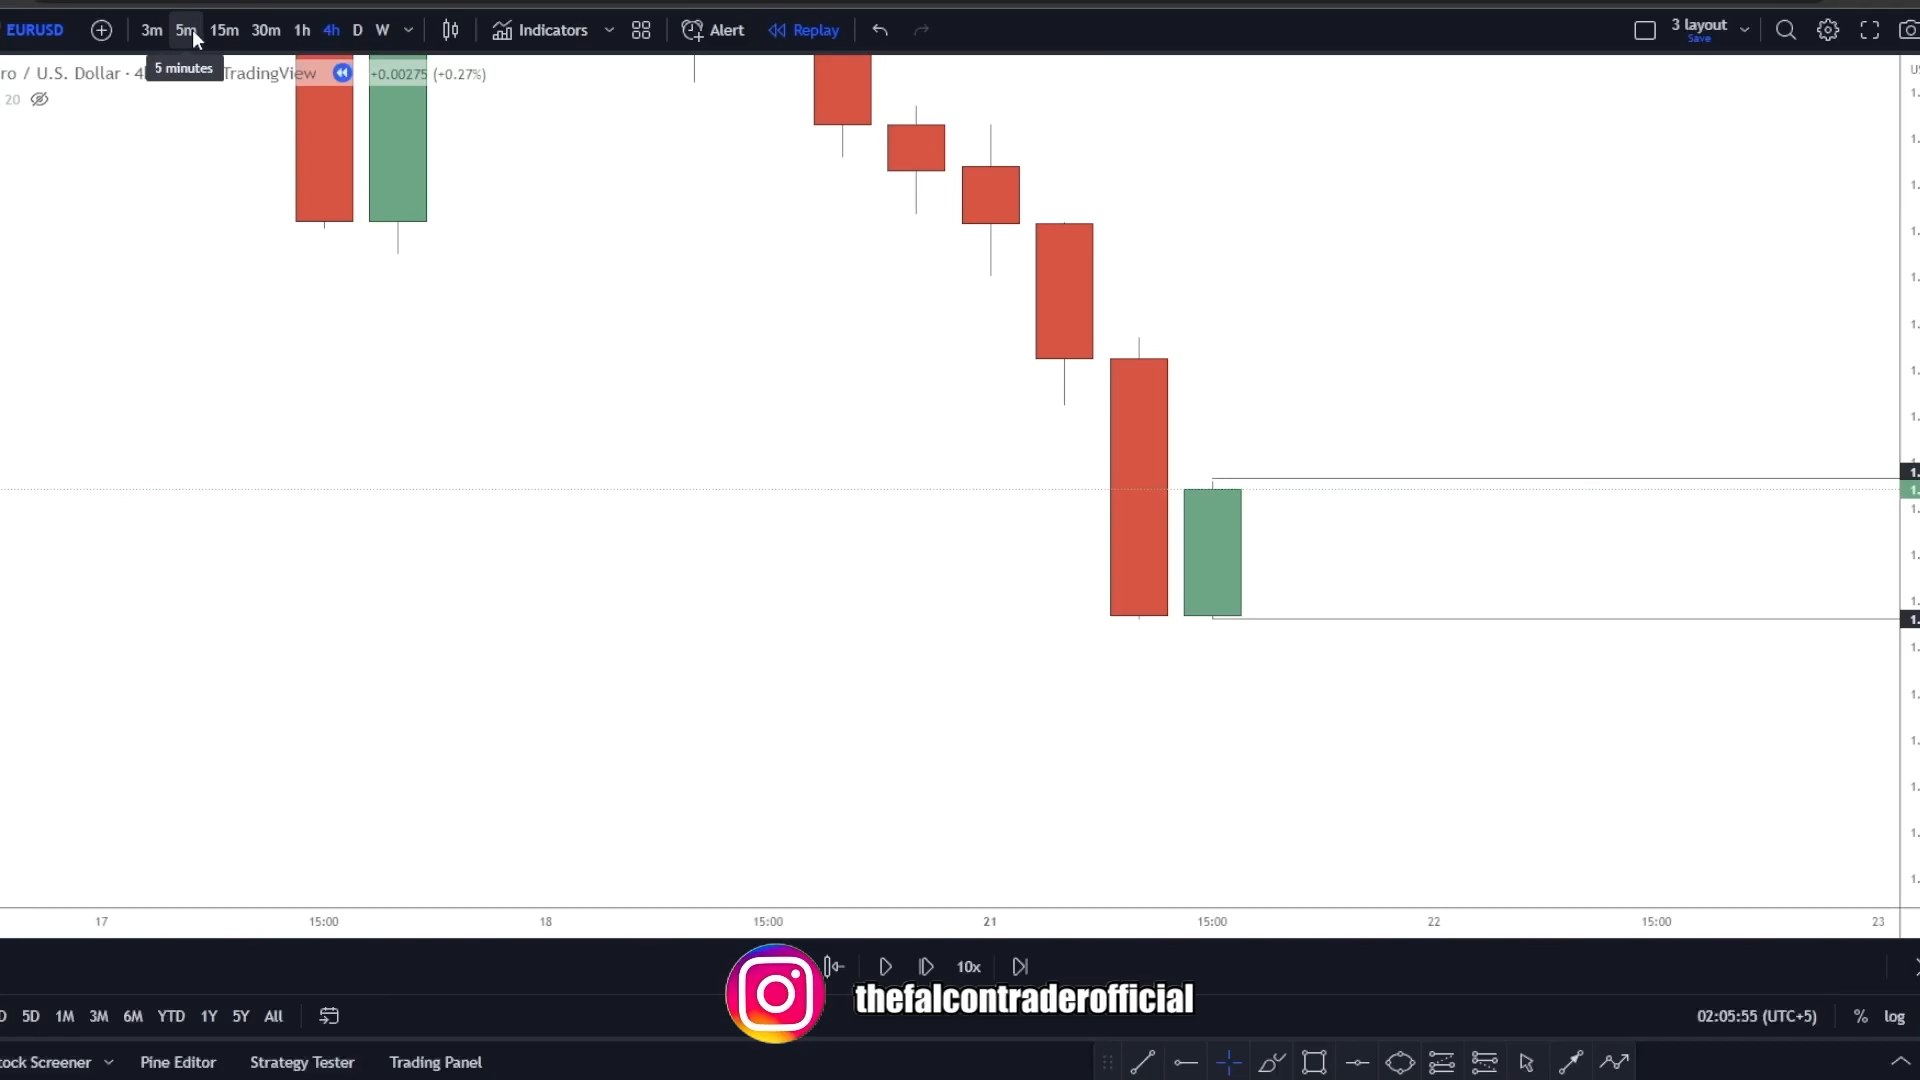 EURUSD
3m 5m 15m 30m 1h 4h D W
Indicators
Alert
Replay
3 layout
Save
5 minutes
ro / U.S. Dollar · 4
TradingView
+0.00275 (+0.27%)
20
17 15:00 18 15:00 21 15:00 22 15:00 23
10x
thefalcontraderofficial
D 5D 1M 3M 6M YTD 1Y 5Y All
02:05:55 (UTC+5) % log
tock Screener Pine Editor Strategy Tester Trading Panel